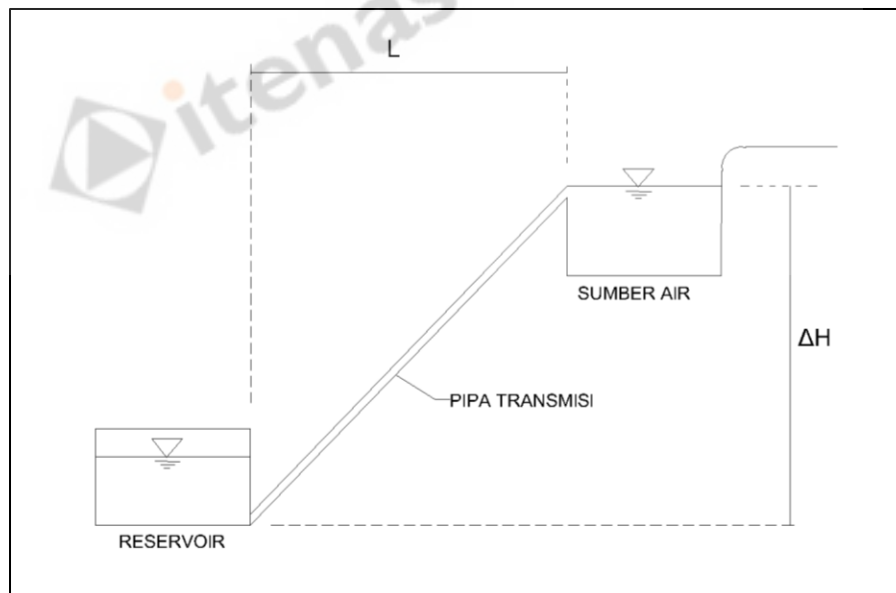 itenas
L
SUMBER AIR
ΔH
PIPA TRANSMISI
RESERVOIR